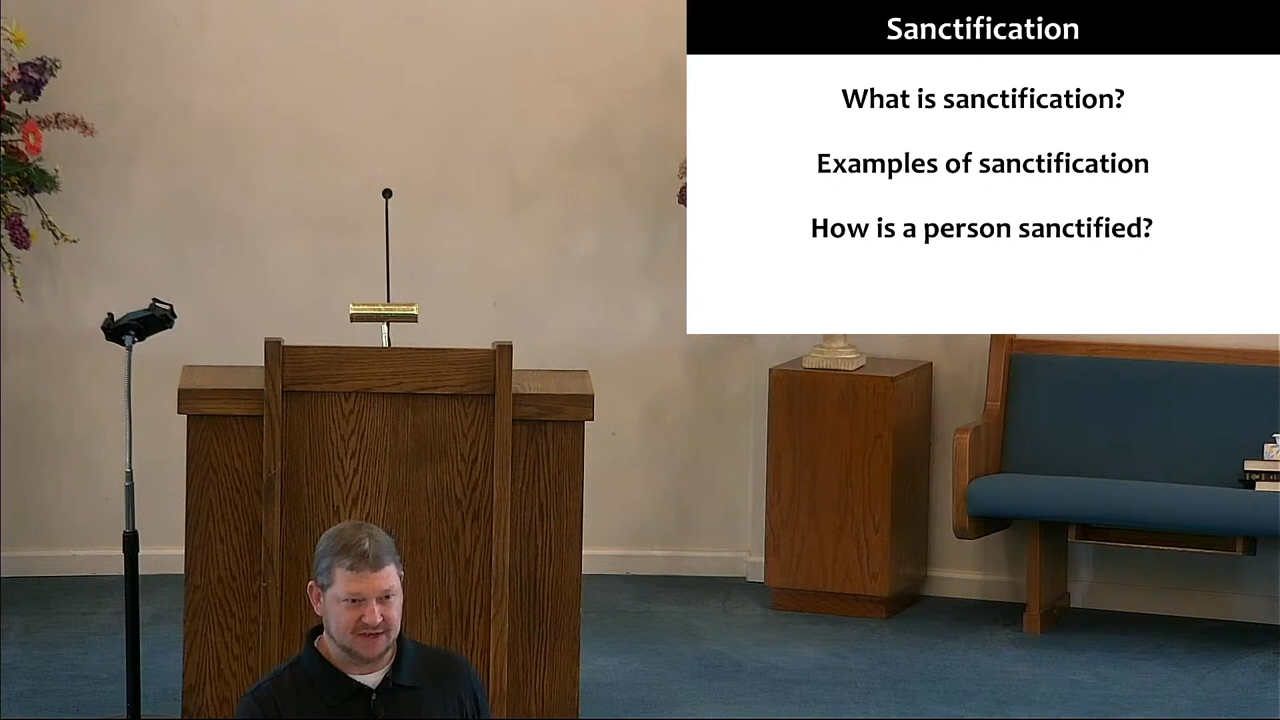 Sanctification
What is sanctification?
Examples of sanctification
How is a person sanctified?